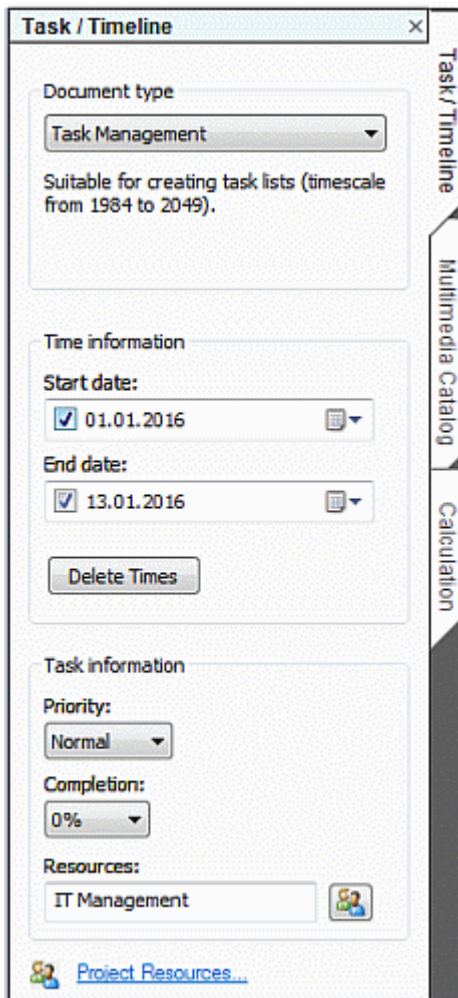 Task / Timeline
Document type
Task Management
Suitable for creating task lists (timescale
from 1984 to 2049).
Time information
Start date:
01.01.2016
End date:
13.01.2016
Delete Times
Task information
Priority:
Normal
Completion:
0%
Resources:
IT Management
Project Resources...
Task/Timeline
Multimedia Catalog
Calculation